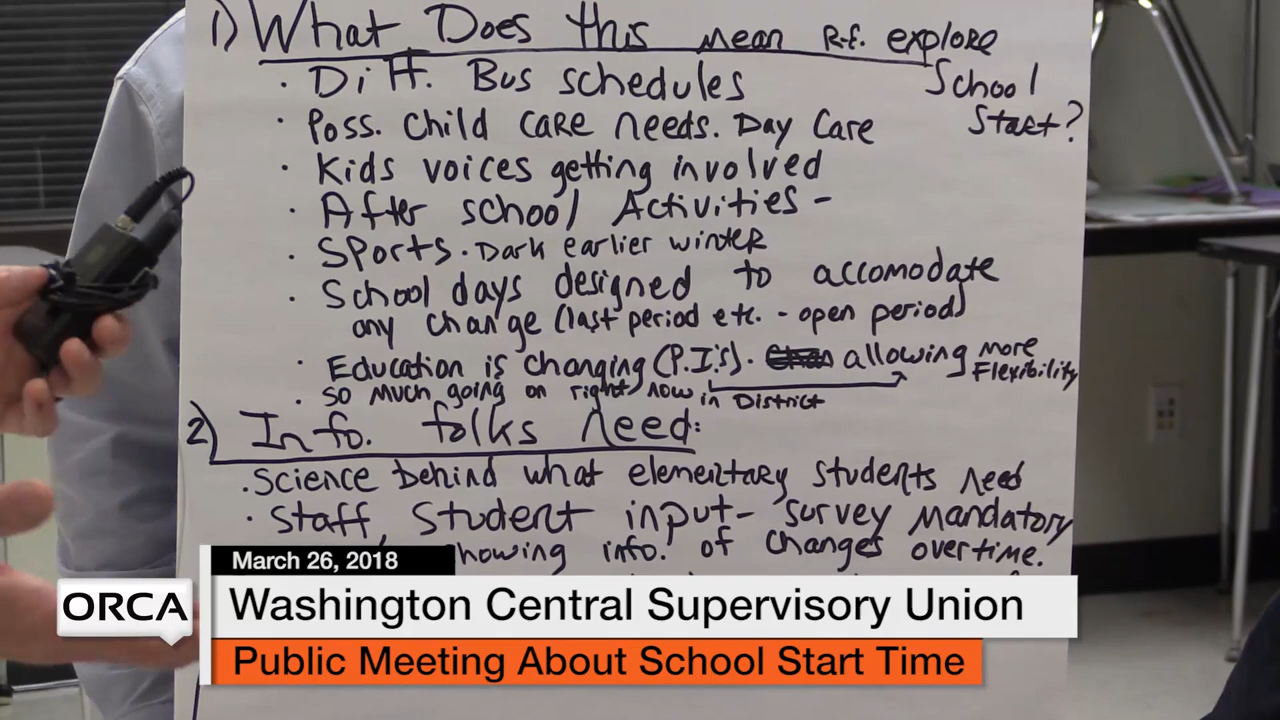 1) What Does this mean R.f. explore
School
Start?
· Diff. Bus schedules
· Poss. Child care needs. Day Care
· Kids voices getting involved
· After school Activities -
· Sports · Dark earlier winter
· School days designed to accomodate
any change (last period etc. - open period)
· Education is changing (P.I.'s). allowing more
Flexibility
· so much going on right now in District
2) Info. folks need:
· Science behind what elementary students need
· Staff, Student input - survey mandatory
howing info. of changes overtime.
March 26, 2018
ORCA
Washington Central Supervisory Union
Public Meeting About School Start Time